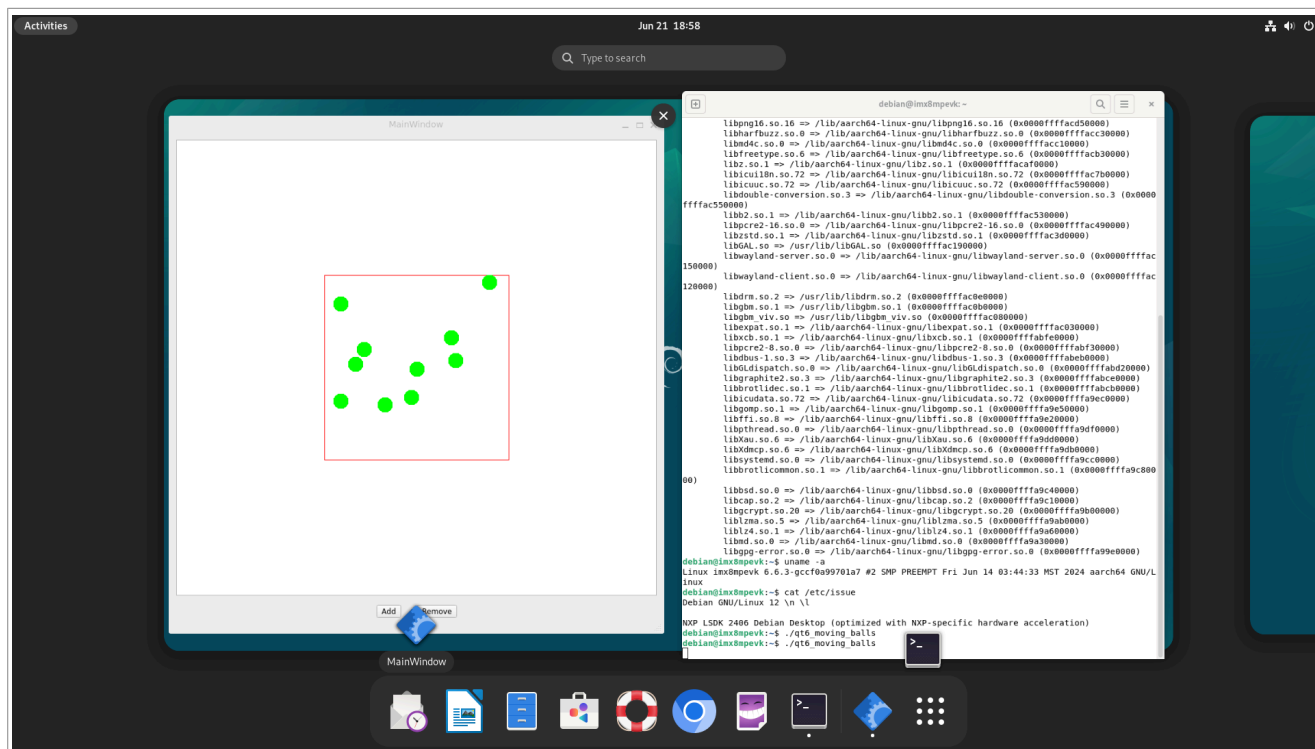 Activities
Jun 21 18:58
Type to search
MainWindow
Add
Remove
MainWindow
debian@imx8mpevk: ~
libpng16.so.16 => /lib/aarch64-linux-gnu/libpng16.so.16 (0x0000ffffacd50000)
libharfbuzz.so.0 => /lib/aarch64-linux-gnu/libharfbuzz.so.0 (0x0000ffffacc30000)
libmd4c.so.0 => /lib/aarch64-linux-gnu/libmd4c.so.0 (0x0000ffffacc10000)
libfreetype.so.6 => /lib/aarch64-linux-gnu/libfreetype.so.6 (0x0000ffffacb30000)
libz.so.1 => /lib/aarch64-linux-gnu/libz.so.1 (0x0000ffffacaf0000)
libicui18n.so.72 => /lib/aarch64-linux-gnu/libicui18n.so.72 (0x0000ffffac7b0000)
libicuuc.so.72 => /lib/aarch64-linux-gnu/libicuuc.so.72 (0x0000ffffac590000)
libdouble-conversion.so.3 => /lib/aarch64-linux-gnu/libdouble-conversion.so.3 (0x0000
ffffac550000)
libb2.so.1 => /lib/aarch64-linux-gnu/libb2.so.1 (0x0000ffffac530000)
libpcre2-16.so.0 => /lib/aarch64-linux-gnu/libpcre2-16.so.0 (0x0000ffffac490000)
libzstd.so.1 => /lib/aarch64-linux-gnu/libzstd.so.1 (0x0000ffffac3d0000)
libGAL.so => /usr/lib/libGAL.so (0x0000ffffac190000)
libwayland-server.so.0 => /lib/aarch64-linux-gnu/libwayland-server.so.0 (0x0000ffffac
150000)
libwayland-client.so.0 => /lib/aarch64-linux-gnu/libwayland-client.so.0 (0x0000ffffac
120000)
libdrm.so.2 => /usr/lib/libdrm.so.2 (0x0000ffffac0e0000)
libgbm.so.1 => /usr/lib/libgbm.so.1 (0x0000ffffac0b0000)
libgbm_viv.so => /usr/lib/libgbm_viv.so (0x0000ffffac080000)
libexpat.so.1 => /lib/aarch64-linux-gnu/libexpat.so.1 (0x0000ffffac030000)
libxcb.so.1 => /lib/aarch64-linux-gnu/libxcb.so.1 (0x0000ffffabfe0000)
libpcre2-8.so.0 => /lib/aarch64-linux-gnu/libpcre2-8.so.0 (0x0000ffffabf30000)
libdbus-1.so.3 => /lib/aarch64-linux-gnu/libdbus-1.so.3 (0x0000ffffabeb0000)
libGLdispatch.so.0 => /lib/aarch64-linux-gnu/libGLdispatch.so.0 (0x0000ffffabd20000)
libgraphite2.so.3 => /lib/aarch64-linux-gnu/libgraphite2.so.3 (0x0000ffffabce0000)
libbrotlidec.so.1 => /lib/aarch64-linux-gnu/libbrotlidec.so.1 (0x0000ffffabcb0000)
libicudata.so.72 => /lib/aarch64-linux-gnu/libicudata.so.72 (0x0000ffffa9ec0000)
libgomp.so.1 => /lib/aarch64-linux-gnu/libgomp.so.1 (0x0000ffffa9e50000)
libffi.so.8 => /lib/aarch64-linux-gnu/libffi.so.8 (0x0000ffffa9e20000)
libpthread.so.0 => /lib/aarch64-linux-gnu/libpthread.so.0 (0x0000ffffa9df0000)
libXau.so.6 => /lib/aarch64-linux-gnu/libXau.so.6 (0x0000ffffa9dd0000)
libXdmcp.so.6 => /lib/aarch64-linux-gnu/libXdmcp.so.6 (0x0000ffffa9db0000)
libsystemd.so.0 => /lib/aarch64-linux-gnu/libsystemd.so.0 (0x0000ffffa9cc0000)
libbrotlicommon.so.1 => /lib/aarch64-linux-gnu/libbrotlicommon.so.1 (0x0000ffffa9c800
00)
libbsd.so.0 => /lib/aarch64-linux-gnu/libbsd.so.0 (0x0000ffffa9c40000)
libcap.so.2 => /lib/aarch64-linux-gnu/libcap.so.2 (0x0000ffffa9c10000)
libgcrypt.so.20 => /lib/aarch64-linux-gnu/libgcrypt.so.20 (0x0000ffffa9b00000)
liblzma.so.5 => /lib/aarch64-linux-gnu/liblzma.so.5 (0x0000ffffa9ab0000)
liblz4.so.1 => /lib/aarch64-linux-gnu/liblz4.so.1 (0x0000ffffa9a60000)
libmd.so.0 => /lib/aarch64-linux-gnu/libmd.so.0 (0x0000ffffa9a30000)
libgpg-error.so.0 => /lib/aarch64-linux-gnu/libgpg-error.so.0 (0x0000ffffa99e0000)
debian@imx8mpevk:~$ uname -a
Linux imx8mpevk 6.6.3-gccf0a99701a7 #2 SMP PREEMPT Fri Jun 14 03:44:33 MST 2024 aarch64 GNU/L
inux
debian@imx8mpevk:~$ cat /etc/issue
Debian GNU/Linux 12 \n \l
NXP LSDK 2406 Debian Desktop (optimized with NXP-specific hardware acceleration)
debian@imx8mpevk:~$ ./qt6_moving_balls
debian@imx8mpevk:~$ ./qt6_moving_balls